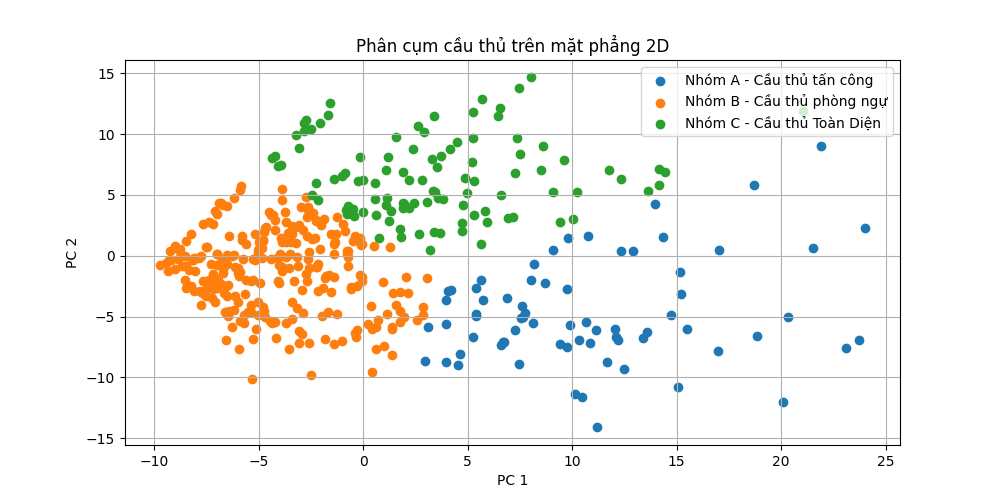 Phân cụm cầu thủ trên mặt phẳng 2D
Nhóm A - Cầu thủ tấn công
Nhóm B - Cầu thủ phòng ngự
Nhóm C - Cầu thủ Toàn Diện
15
10
5
0
−5
−10
−15
PC 2
−10 −5 0 5 10 15 20 25
PC 1